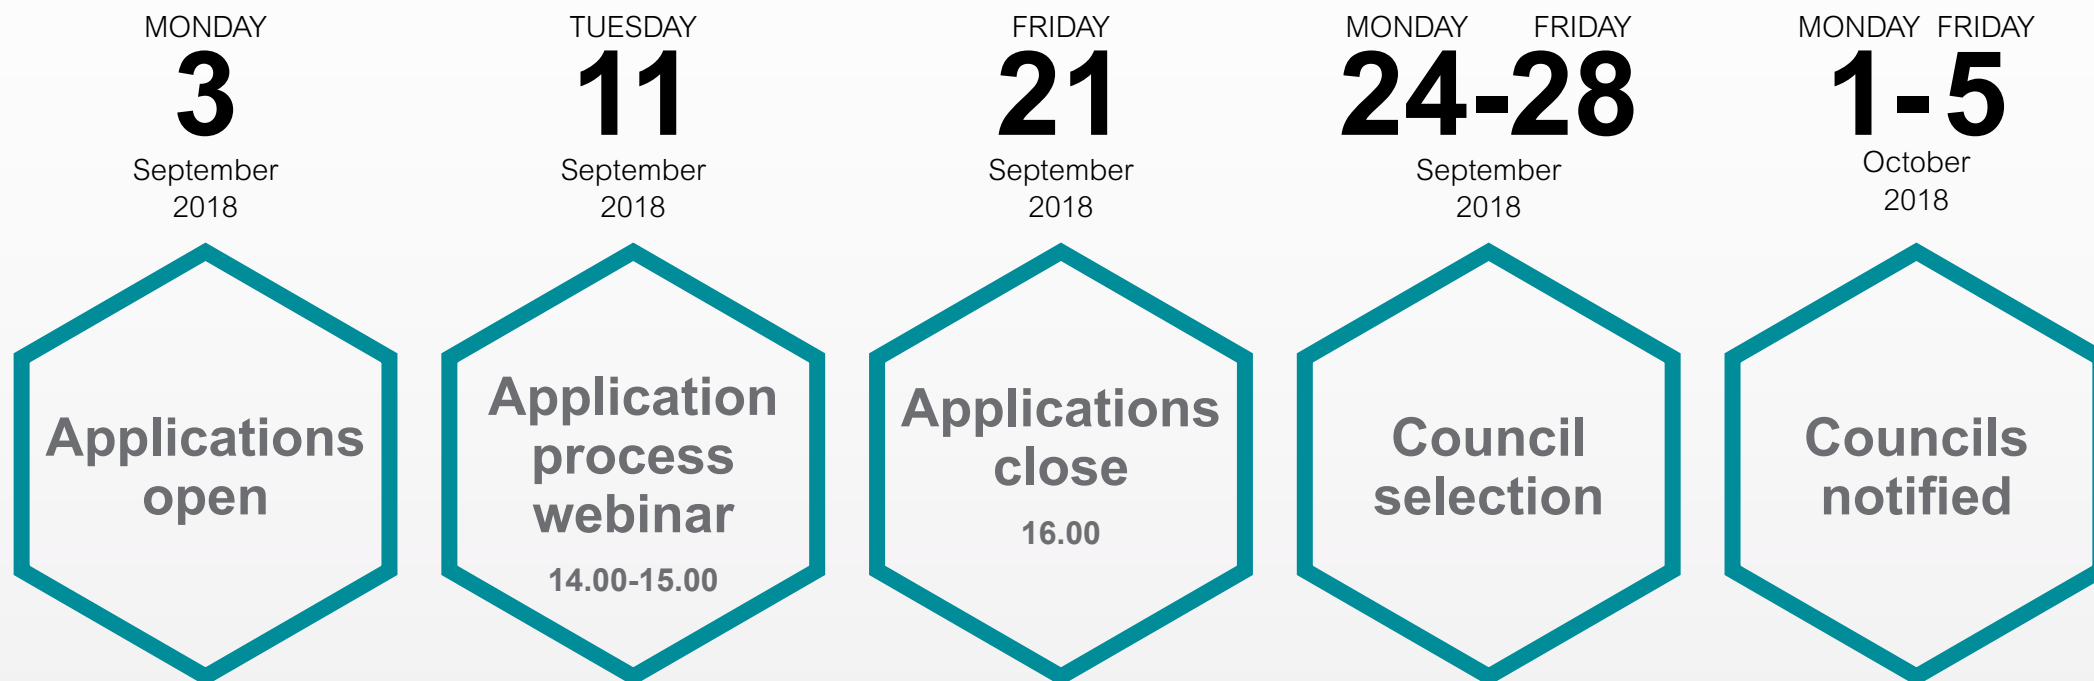 MONDAY
3
September
2018
Applications
open
TUESDAY
11
September
2018
Application
process
webinar
14.00-15.00
FRIDAY
21
September
2018
Applications
close
16.00
MONDAY FRIDAY
24-28
September
2018
Council
selection
MONDAY FRIDAY
1-5
October
2018
Councils
notified